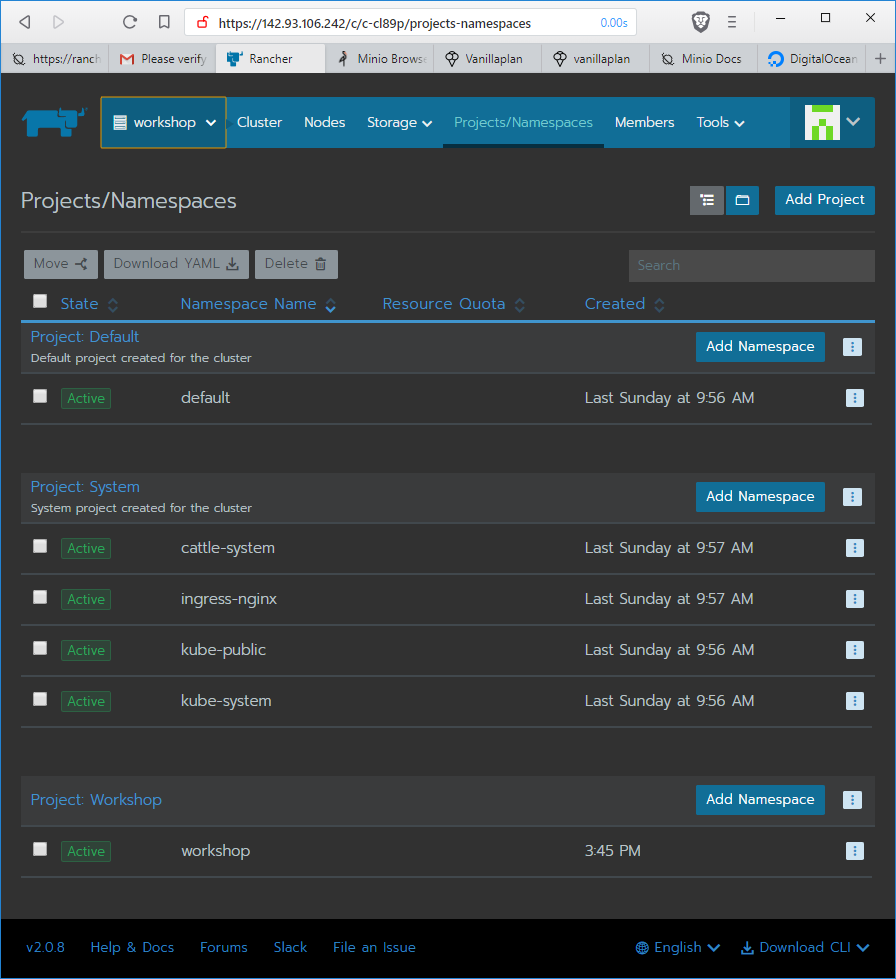 https://142.93.106.242/c/c-cl89p/projects-namespaces 0.00s
https://ranch Please verify Rancher Minio Browse Vanillaplan vanillaplan Minio Docs DigitalOcean
workshop Cluster Nodes Storage Projects/Namespaces Members Tools
Projects/Namespaces Add Project
Move Download YAML Delete Search
State Namespace Name Resource Quota Created
Project: Default Add Namespace
Default project created for the cluster
Active default Last Sunday at 9:56 AM
Project: System Add Namespace
System project created for the cluster
Active cattle-system Last Sunday at 9:57 AM
Active ingress-nginx Last Sunday at 9:57 AM
Active kube-public Last Sunday at 9:56 AM
Active kube-system Last Sunday at 9:56 AM
Project: Workshop Add Namespace
Active workshop 3:45 PM
v2.0.8 Help & Docs Forums Slack File an Issue English Download CLI